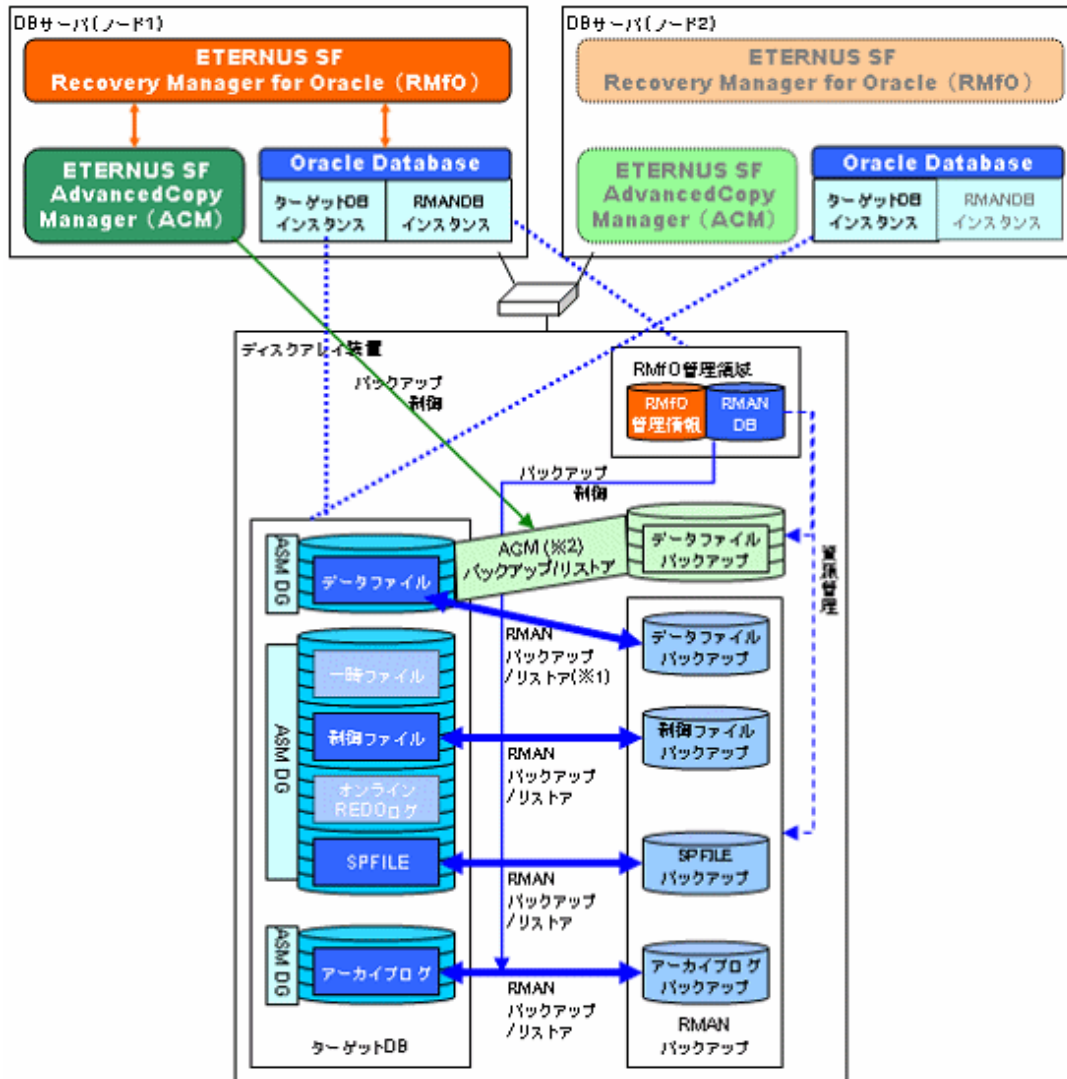 DBサーバ(ノード1)
ETERNUS SF
Recovery Manager for Oracle（RMfO）
ETERNUS SF
AdvancedCopy
Manager（ACM）
Oracle Database
ターゲットDB
インスタンス
RMANDB
インスタンス
DBサーバ(ノード2)
ETERNUS SF
Recovery Manager for Oracle（RMfO）
ETERNUS SF
AdvancedCopy
Manager（ACM）
Oracle Database
ターゲットDB
インスタンス
RMANDB
インスタンス
ディスクアレイ装置
バックアップ
制御
RMfO管理領域
RMfO
管理情報
RMAN
DB
バックアップ
制御
ASM DG
データファイル
ACM (※2)
バックアップ/リストア
データファイル
バックアップ
資源管理
RMAN
バックアップ
/リストア(※1)
データファイル
バックアップ
ASM DG
一時ファイル
制御ファイル
RMAN
バックアップ
/リストア
制御ファイル
バックアップ
オンライン
REDOログ
SPFILE
RMAN
バックアップ
/リストア
SPFILE
バックアップ
ASM DG
アーカイブログ
RMAN
バックアップ
/リストア
アーカイブログ
バックアップ
ターゲットDB
RMAN
バックアップ